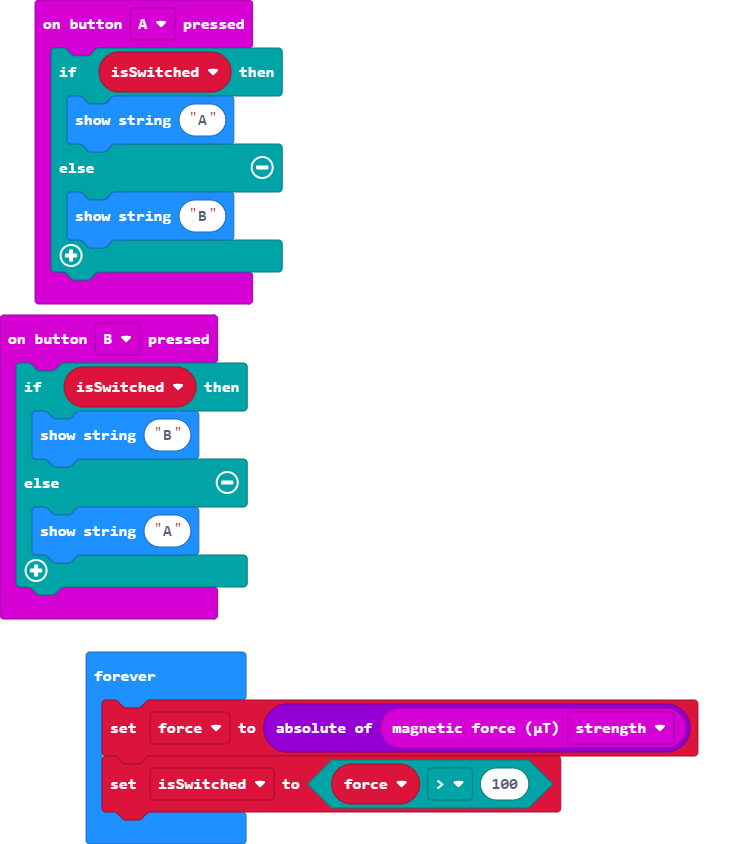 on button A pressed
if isSwitched then
show string "A"
else
show string "B"
on button B pressed
if isSwitched then
show string "B"
else
show string "A"
forever
set force to absolute of magnetic force (µT) strength
set isSwitched to force > 100